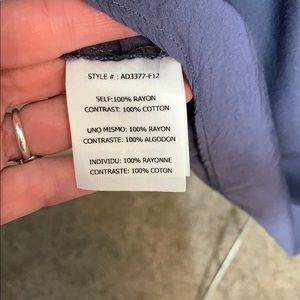 STYLE # : AD3377-F12
SELF:100% RAYON
CONTRAST: 100% COTTON
UNO MISMO: 100% RAYON
CONTRASTE: 100% ALGODON
INDIVIDU: 100% RAYONNE
CONTRASTE: 100% COTON